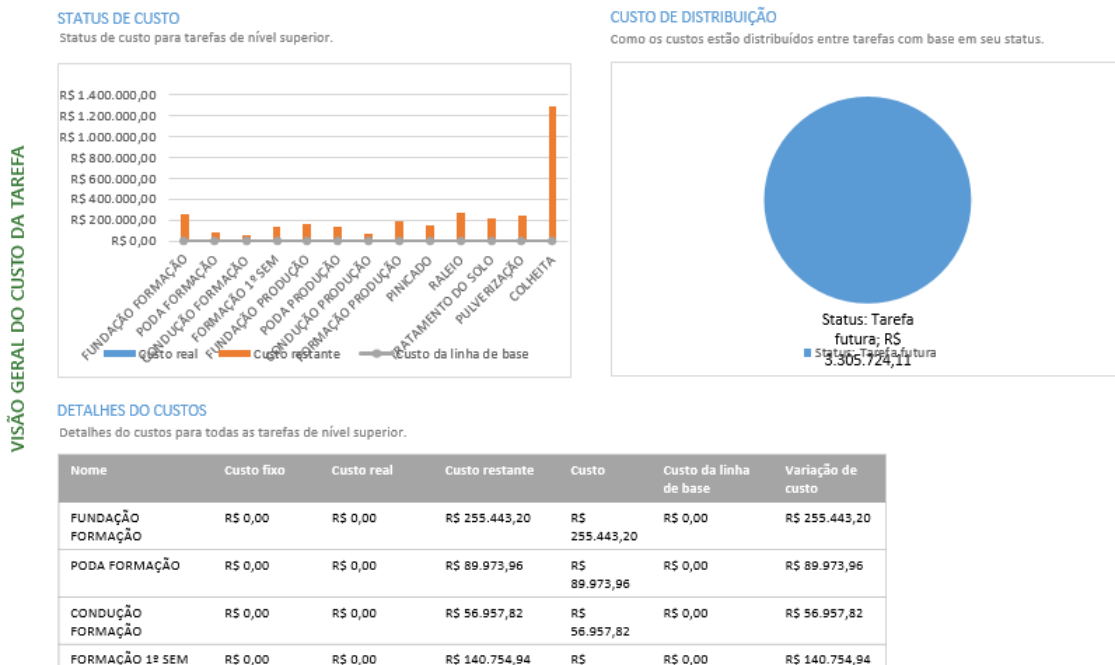 VISÃO GERAL DO CUSTO DA TAREFA
STATUS DE CUSTO
Status de custo para tarefas de nível superior.
R$ 1.400.000,00
R$ 1.200.000,00
R$ 1.000.000,00
R$ 800.000,00
R$ 600.000,00
R$ 400.000,00
R$ 200.000,00
R$ 0,00
FUNDAÇÃO FORMAÇÃO
PODA FORMAÇÃO
CONDUÇÃO FORMAÇÃO
FORMAÇÃO 1º SEM
FUNDAÇÃO PRODUÇÃO
PODA PRODUÇÃO
CONDUÇÃO PRODUÇÃO
FORMAÇÃO PRODUÇÃO
PINICADO
RALEIO
TRATAMENTO DO SOLO
PULVERIZAÇÃO
COLHEITA
Custo real
Custo restante
Custo da linha de base
CUSTO DE DISTRIBUIÇÃO
Como os custos estão distribuídos entre tarefas com base em seu status.
Status: Tarefa
futura; R$
3.305.724,11
Status: Tarefa futura
DETALHES DO CUSTOS
Detalhes do custos para todas as tarefas de nível superior.
Nome Custo fixo Custo real Custo restante Custo Custo da linha de base Variação de custo
FUNDAÇÃO FORMAÇÃO R$ 0,00 R$ 0,00 R$ 255.443,20 R$ 255.443,20 R$ 0,00 R$ 255.443,20
PODA FORMAÇÃO R$ 0,00 R$ 0,00 R$ 89.973,96 R$ 89.973,96 R$ 0,00 R$ 89.973,96
CONDUÇÃO FORMAÇÃO R$ 0,00 R$ 0,00 R$ 56.957,82 R$ 56.957,82 R$ 0,00 R$ 56.957,82
FORMAÇÃO 1º SEM R$ 0,00 R$ 0,00 R$ 140.754,94 R$ R$ 0,00 R$ 140.754,94